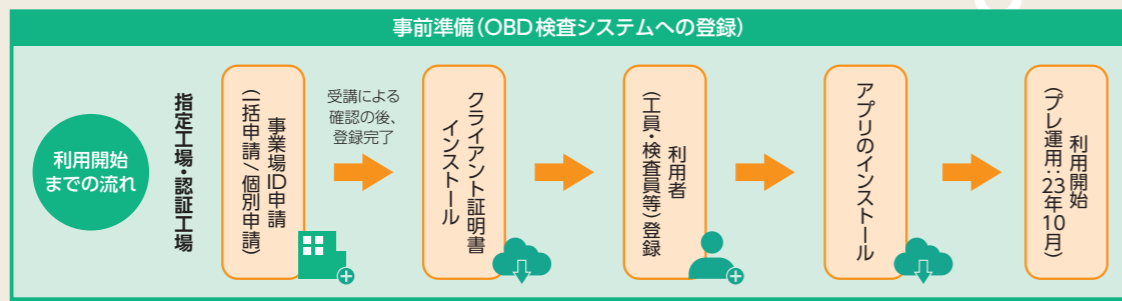 事前準備（OBD検査システムへの登録）
利用開始
までの流れ
指定工場・認証工場
事業場ID申請
（一括申請/個別申請）
受講による
確認の後、
登録完了
クライアント証明書
インストール
利用者
（工員・検査員等）登録
アプリのインストール
利用開始
（プレ運用：23年10月）